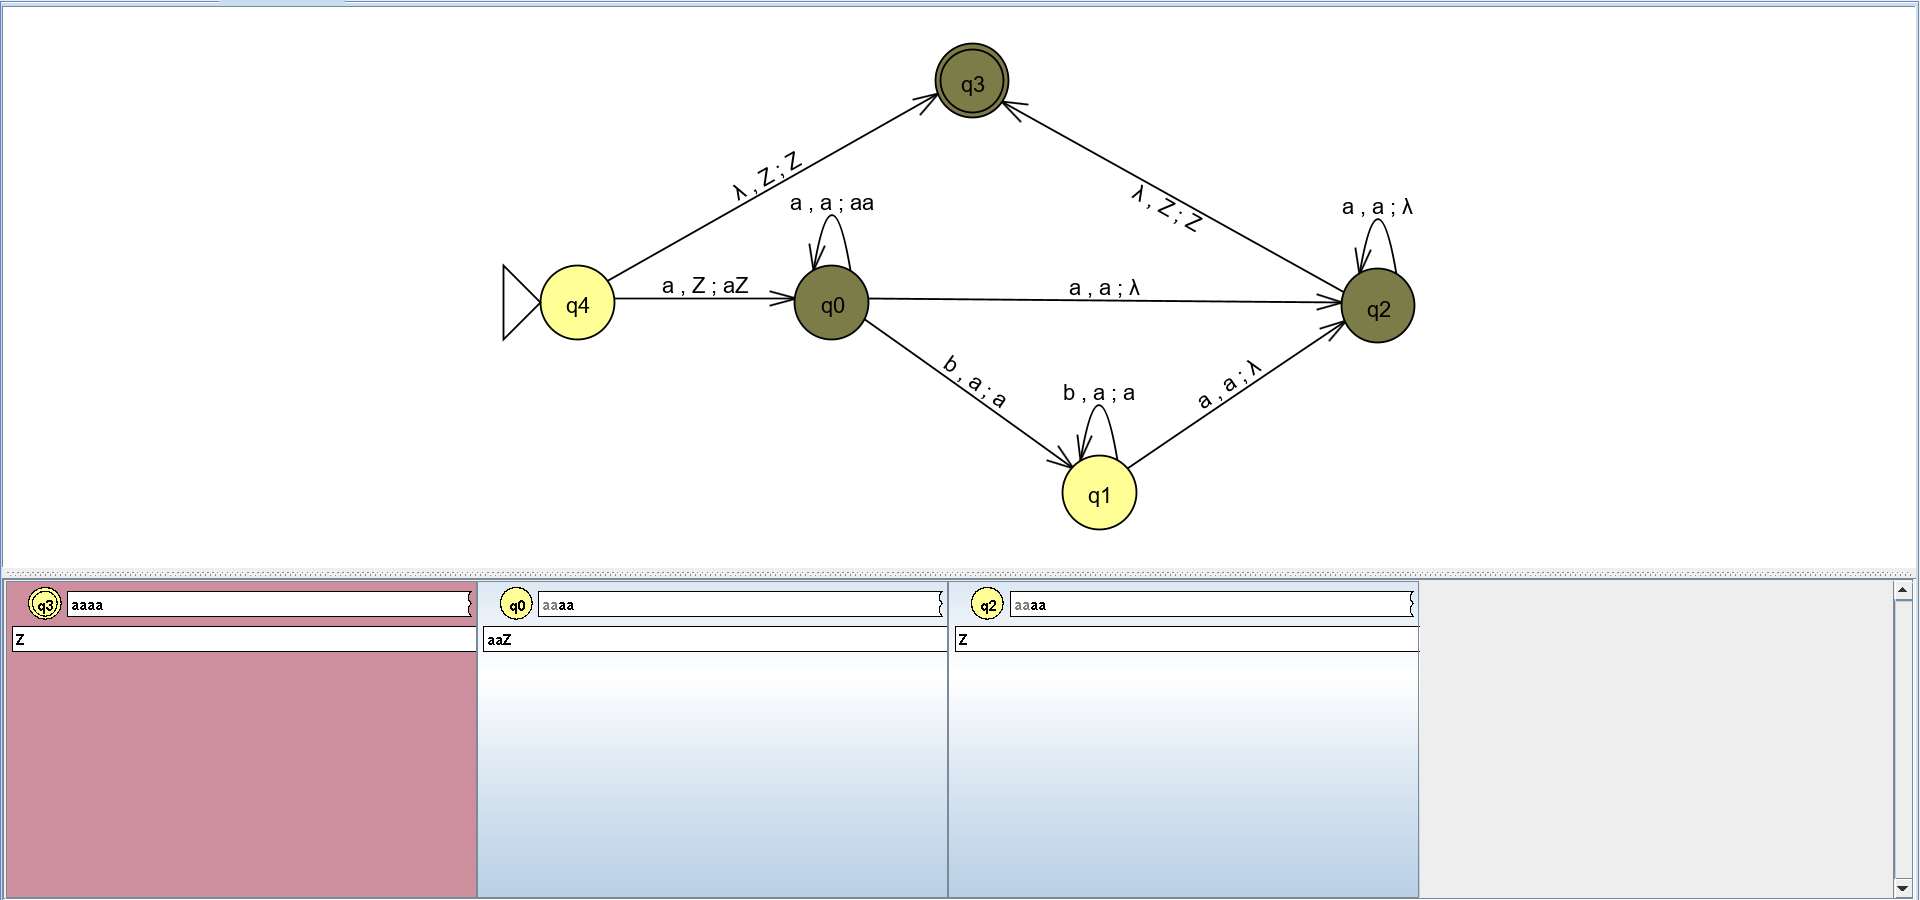 q3
λ , Z ; Z
λ , Z ; Z
a , a ; aa
a , a ; λ
q4
a , Z ; aZ
q0
a , a ; λ
q2
b , a ; a
b , a ; a
a , a ; λ
q1
q3 aaaa
Z
q0 aaaa
aaZ
q2 aaaa
Z